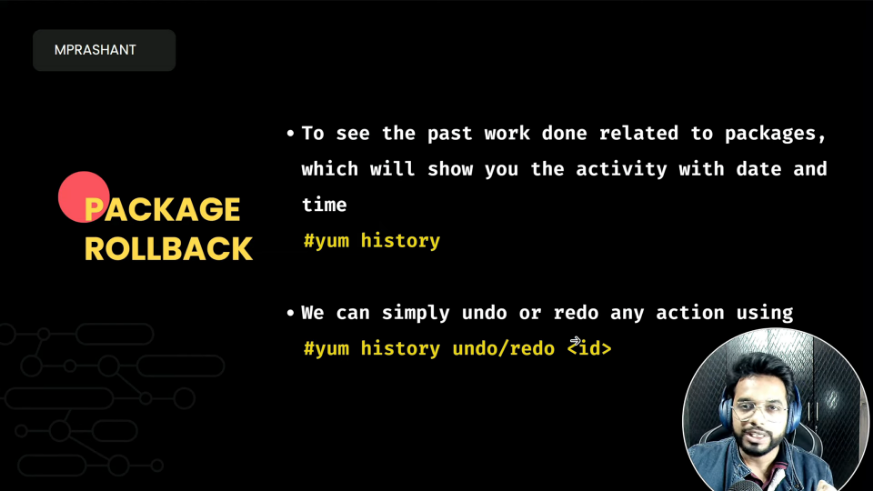 MPRASHANT
PACKAGE
ROLLBACK
• To see the past work done related to packages,
which will show you the activity with date and
time
#yum history
• We can simply undo or redo any action using
#yum history undo/redo <id>